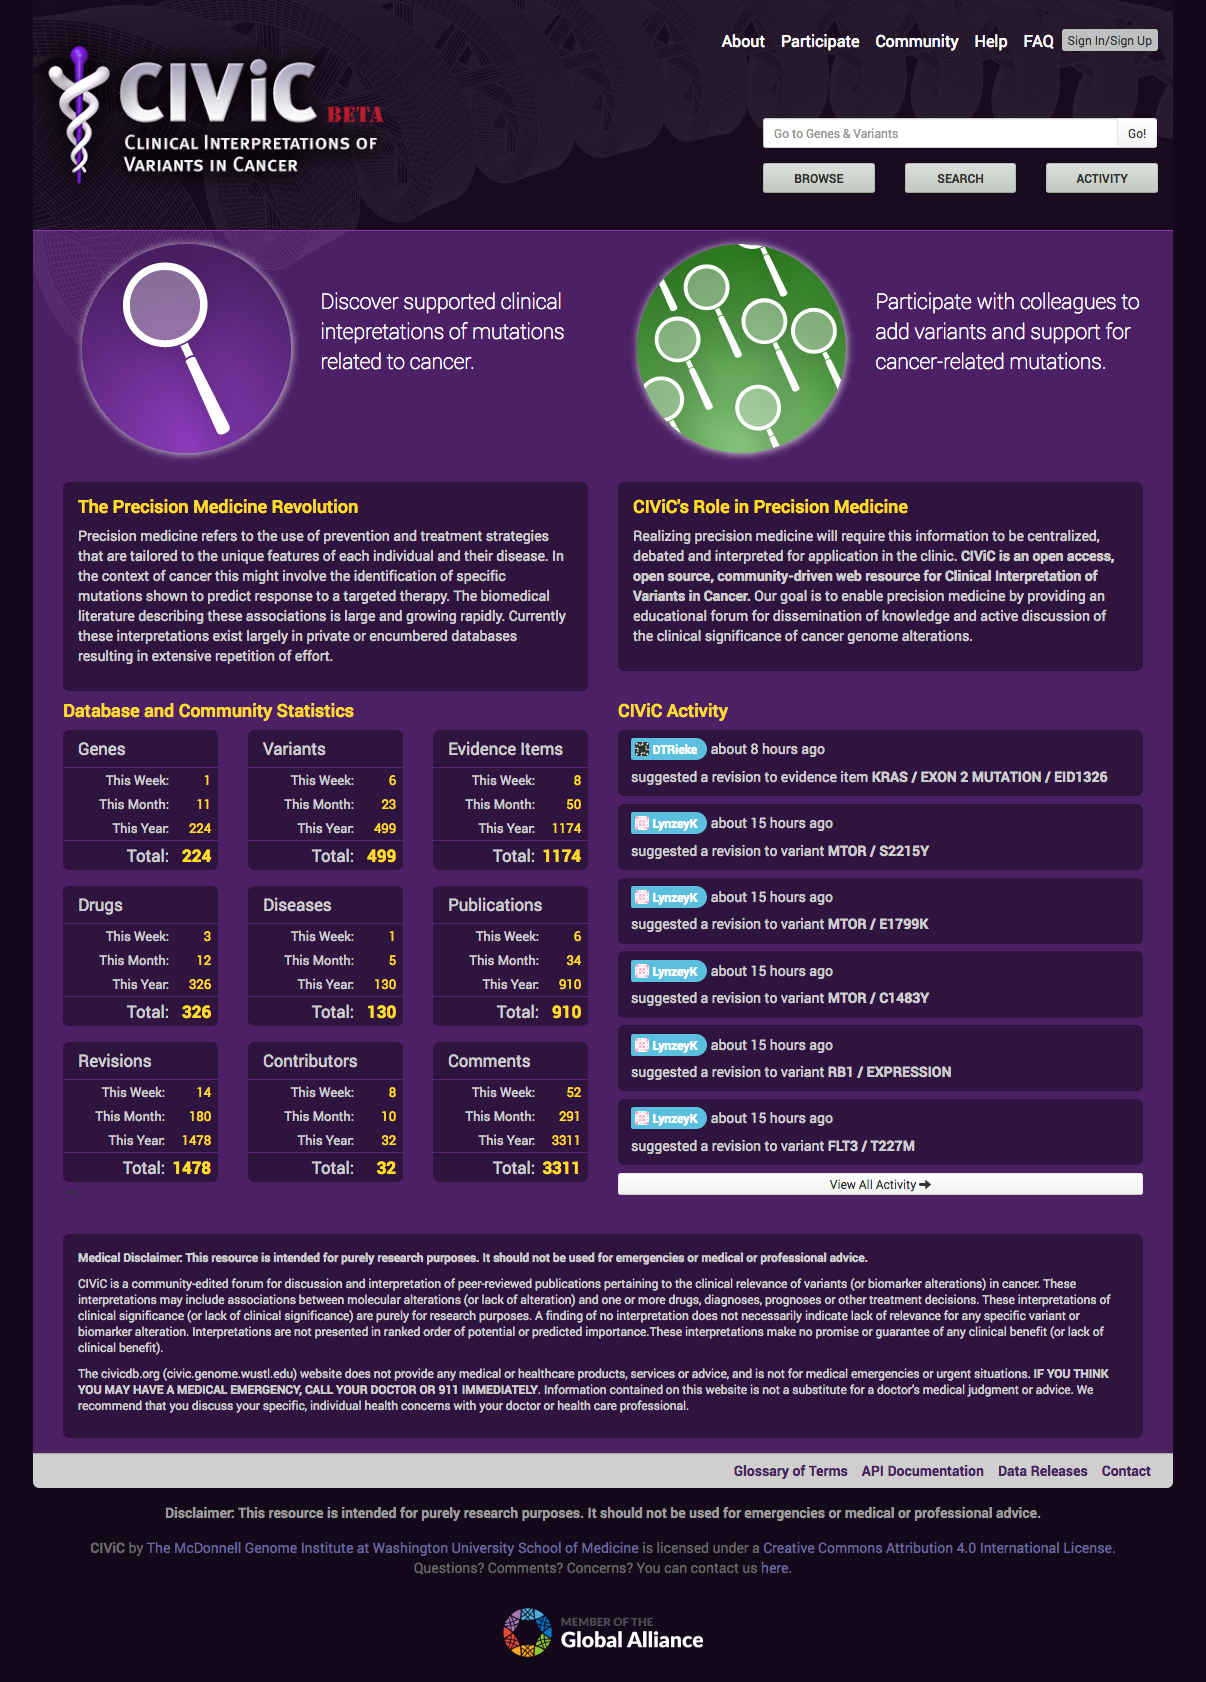 About Participate Community Help FAQ Sign In/Sign Up
CIViC BETA
CLINICAL INTERPRETATIONS OF
VARIANTS IN CANCER
Go to Genes & Variants Go!
BROWSE SEARCH ACTIVITY
Discover supported clinical
intepretations of mutations
related to cancer.
Participate with colleagues to
add variants and support for
cancer-related mutations.
The Precision Medicine Revolution
Precision medicine refers to the use of prevention and treatment strategies
that are tailored to the unique features of each individual and their disease. In
the context of cancer this might involve the identification of specific
mutations shown to predict response to a targeted therapy. The biomedical
literature describing these associations is large and growing rapidly. Currently
these interpretations exist largely in private or encumbered databases
resulting in extensive repetition of effort.
CIViC's Role in Precision Medicine
Realizing precision medicine will require this information to be centralized,
debated and interpreted for application in the clinic. CIViC is an open access,
open source, community-driven web resource for Clinical Interpretation of
Variants in Cancer. Our goal is to enable precision medicine by providing an
educational forum for dissemination of knowledge and active discussion of
the clinical significance of cancer genome alterations.
Database and Community Statistics
Genes
This Week: 1
This Month: 11
This Year: 224
Total: 224
Variants
This Week: 6
This Month: 23
This Year: 499
Total: 499
Evidence Items
This Week: 8
This Month: 50
This Year: 1174
Total: 1174
Drugs
This Week: 3
This Month: 12
This Year: 326
Total: 326
Diseases
This Week: 1
This Month: 5
This Year: 130
Total: 130
Publications
This Week: 6
This Month: 34
This Year: 910
Total: 910
Revisions
This Week: 14
This Month: 180
This Year: 1478
Total: 1478
Contributors
This Week: 8
This Month: 10
This Year: 32
Total: 32
Comments
This Week: 52
This Month: 291
This Year: 3311
Total: 3311
CIViC Activity
DTRieke about 8 hours ago
suggested a revision to evidence item KRAS / EXON 2 MUTATION / EID1326
LynzeyK about 15 hours ago
suggested a revision to variant MTOR / S2215Y
LynzeyK about 15 hours ago
suggested a revision to variant MTOR / E1799K
LynzeyK about 15 hours ago
suggested a revision to variant MTOR / C1483Y
LynzeyK about 15 hours ago
suggested a revision to variant RB1 / EXPRESSION
LynzeyK about 15 hours ago
suggested a revision to variant FLT3 / T227M
View All Activity
Medical Disclaimer: This resource is intended for purely research purposes. It should not be used for emergencies or medical or professional advice.
CIViC is a community-edited forum for discussion and interpretation of peer-reviewed publications pertaining to the clinical relevance of variants (or biomarker alterations) in cancer. These
interpretations may include associations between molecular alterations (or lack of alteration) and one or more drugs, diagnoses, prognoses or other treatment decisions. These interpretations of
clinical significance (or lack of clinical significance) are purely for research purposes. A finding of no interpretation does not necessarily indicate lack of relevance for any specific variant or
biomarker alteration. Interpretations are not presented in ranked order of potential or predicted importance.These interpretations make no promise or guarantee of any clinical benefit (or lack of
clinical benefit).
The civicdb.org (civic.genome.wustl.edu) website does not provide any medical or healthcare products, services or advice, and is not for medical emergencies or urgent situations. IF YOU THINK
YOU MAY HAVE A MEDICAL EMERGENCY, CALL YOUR DOCTOR OR 911 IMMEDIATELY. Information contained on this website is not a substitute for a doctor's medical judgment or advice. We
recommend that you discuss your specific, individual health concerns with your doctor or health care professional.
Glossary of Terms API Documentation Data Releases Contact
Disclaimer: This resource is intended for purely research purposes. It should not be used for emergencies or medical or professional advice.
CIViC by The McDonnell Genome Institute at Washington University School of Medicine is licensed under a Creative Commons Attribution 4.0 International License.
Questions? Comments? Concerns? You can contact us here.
MEMBER OF THE
Global Alliance